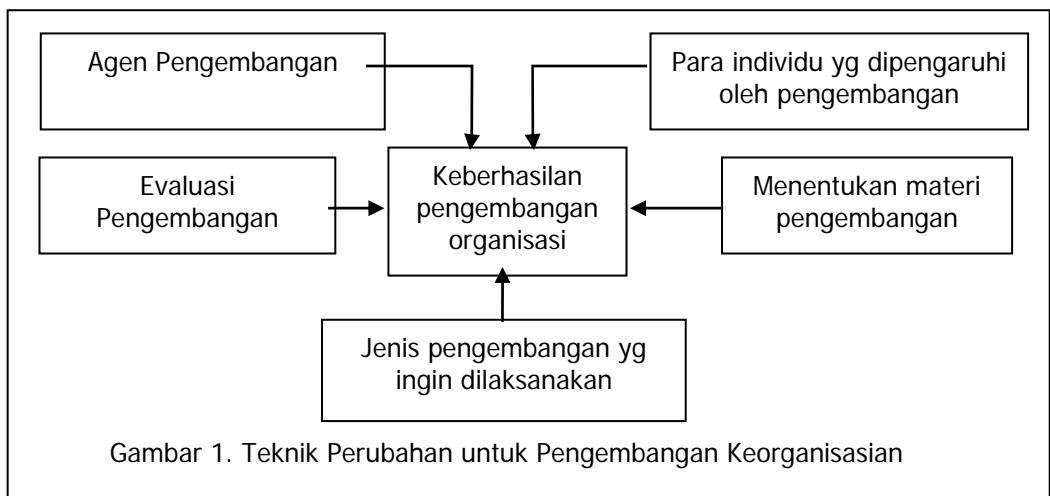 Agen Pengembangan
Para individu yg dipengaruhi
oleh pengembangan
Evaluasi
Pengembangan
Keberhasilan
pengembangan
organisasi
Menentukan materi
pengembangan
Jenis pengembangan yg
ingin dilaksanakan
Gambar 1. Teknik Perubahan untuk Pengembangan Keorganisasian